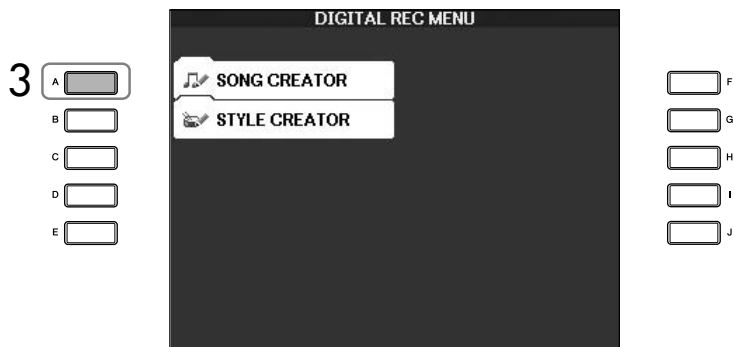 DIGITAL REC MENU
3 A SONG CREATOR F
B STYLE CREATOR G
C H
D I
E J